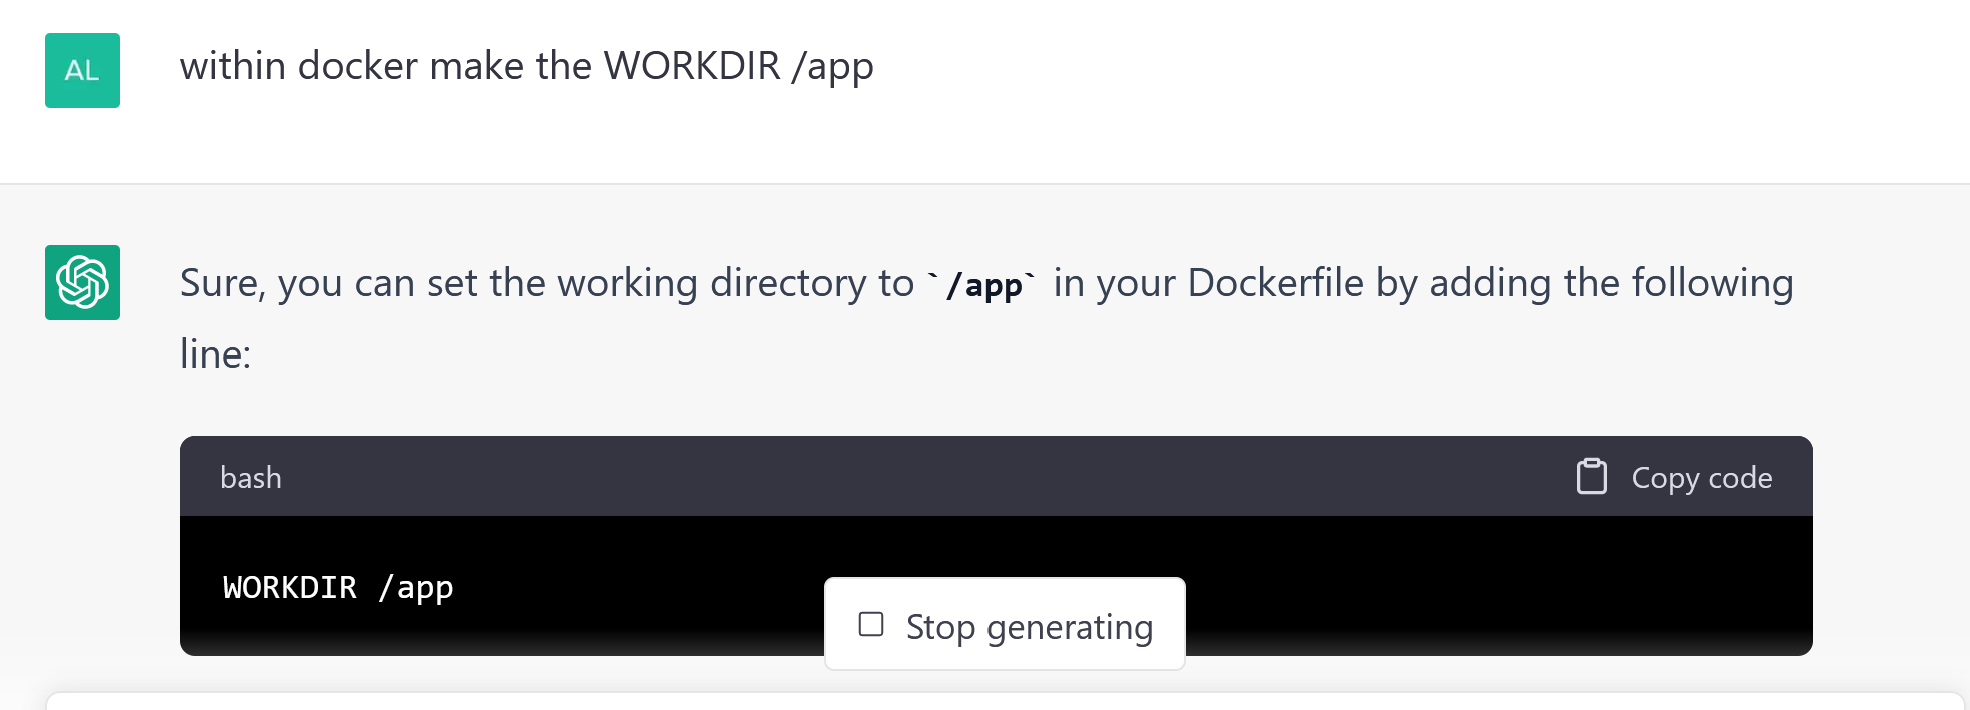 AL
within docker make the WORKDIR /app
Sure, you can set the working directory to `/app` in your Dockerfile by adding the following
line:
bash
Copy code
WORKDIR /app
Stop generating